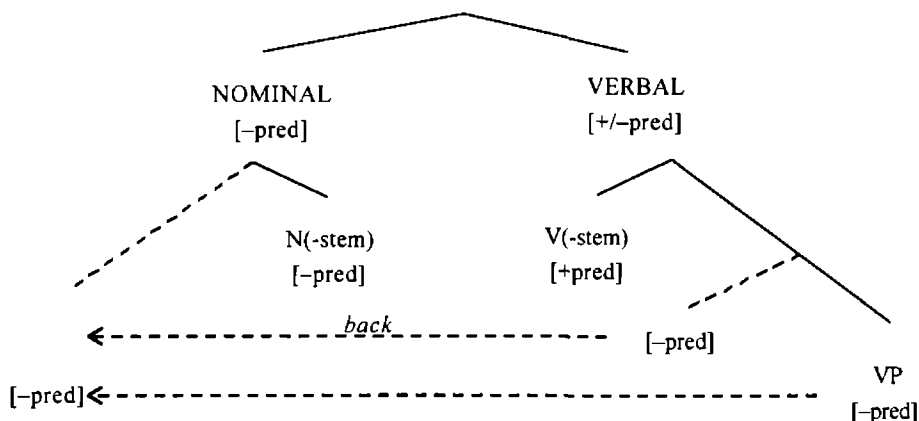 NOMINAL VERBAL
[–pred] [+/–pred]
N(-stem) V(-stem)
[–pred] [+pred]
back
[–pred]
VP
[–pred]
[–pred]